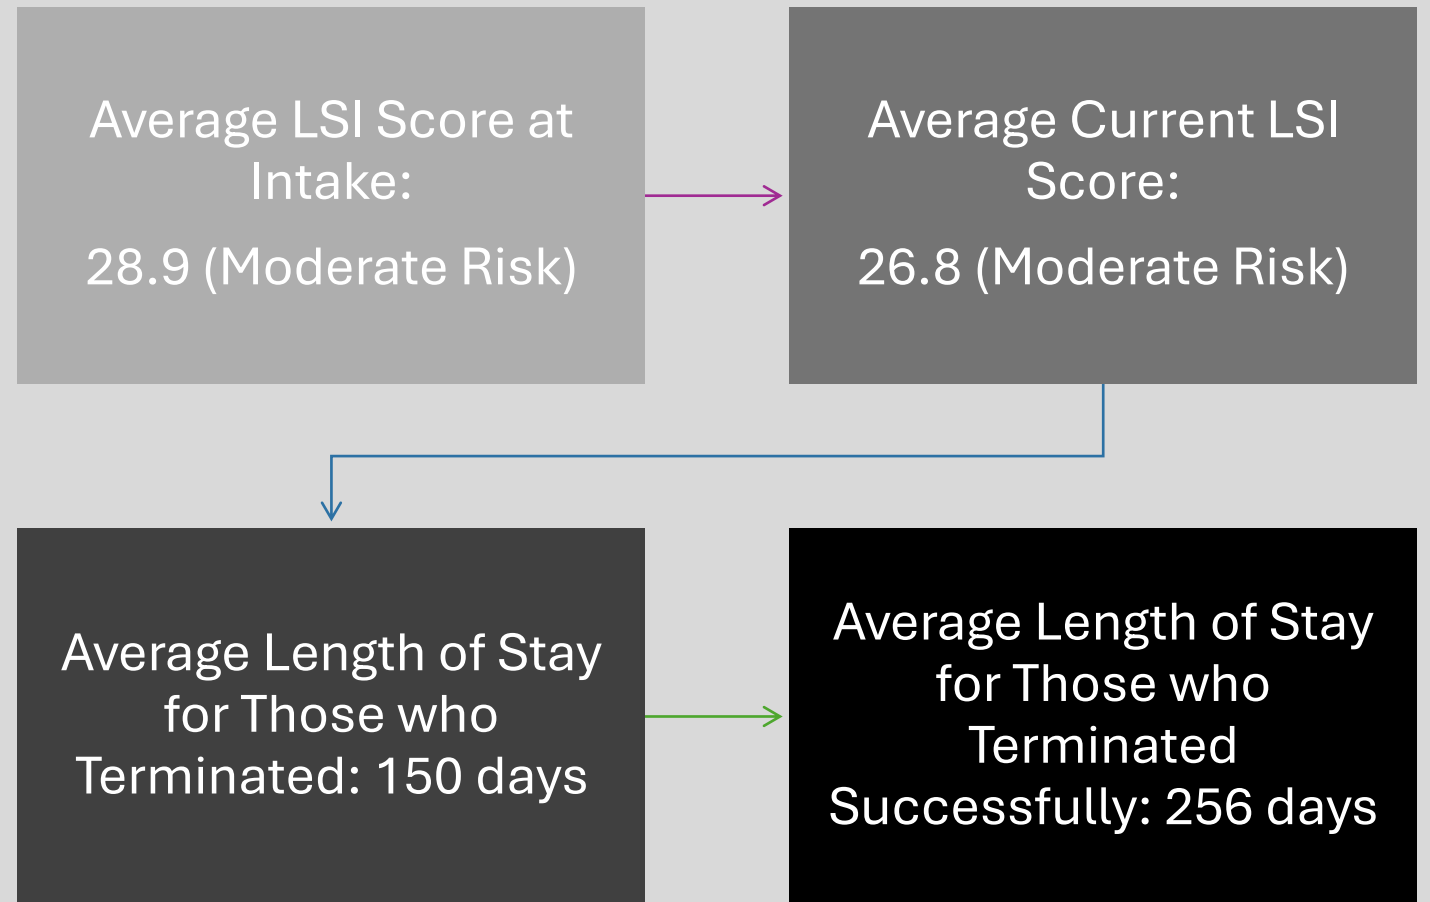 Average LSI Score at
Intake:
28.9 (Moderate Risk)
Average Current LSI
Score:
26.8 (Moderate Risk)
Average Length of Stay
for Those who
Terminated: 150 days
Average Length of Stay
for Those who
Terminated
Successfully: 256 days